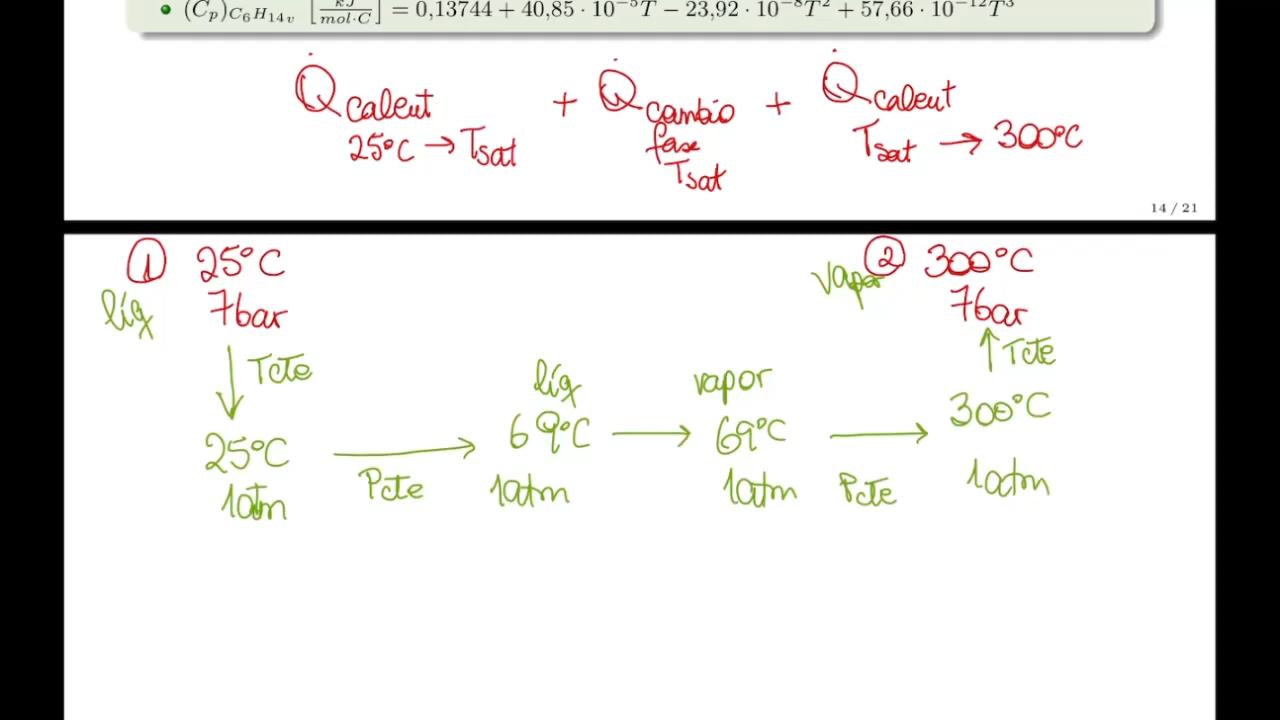 • (Cp)C6H14v [kJ/mol·C] = 0,13744 + 40,85 · 10⁻⁵T − 23,92 · 10⁻⁸T² + 57,66 · 10⁻¹²T³
Q̇calent + Q̇cambio + Q̇calent
25°C → Tsat fase Tsat → 300°C
Tsat
14 / 21
① 25°C vapor ② 300°C
líq 7bar 7bar
↓ Tcte ↑ Tcte
líq vapor
25°C → 69°C → 69°C → 300°C
1atm Pcte 1atm 1atm Pcte 1atm